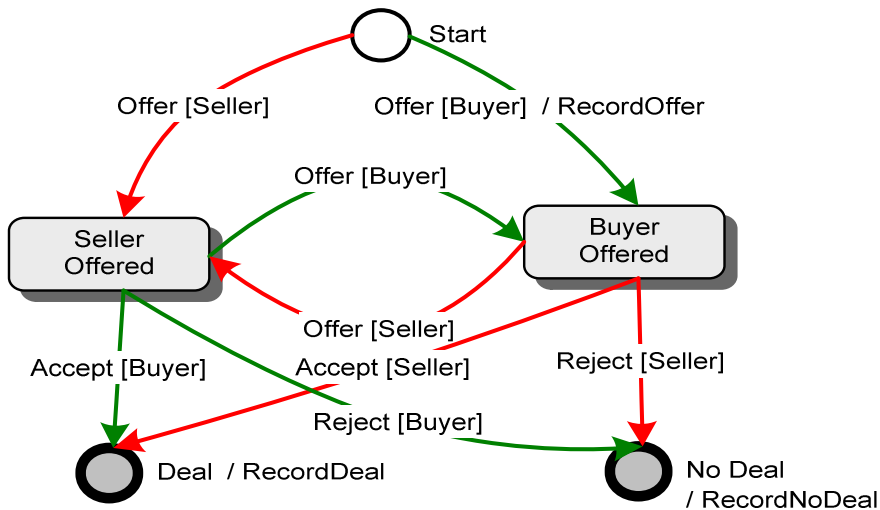 Start
Offer [Seller]
Offer [Buyer]  / RecordOffer
Offer [Buyer]
Seller
Offered
Buyer
Offered
Offer [Seller]
Accept [Buyer]
Accept [Seller]
Reject [Seller]
Reject [Buyer]
Deal  / RecordDeal
No Deal
/ RecordNoDeal